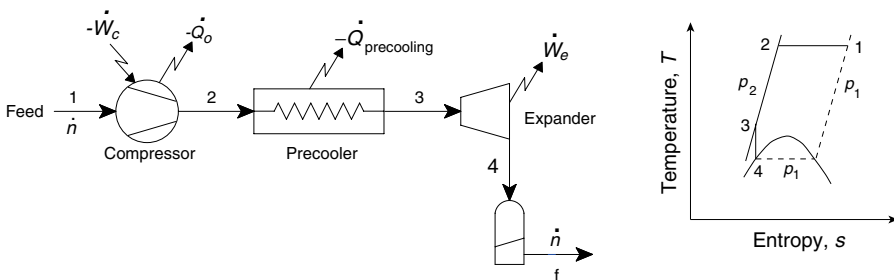 -Ẇc
-Q̇o
−Q̇precooling
Ẇe
Feed
1
ṅ
2
3
Expander
Compressor
Precooler
4
ṅ
f
Temperature, T
2
1
p2
p1
3
4
p1
Entropy, s